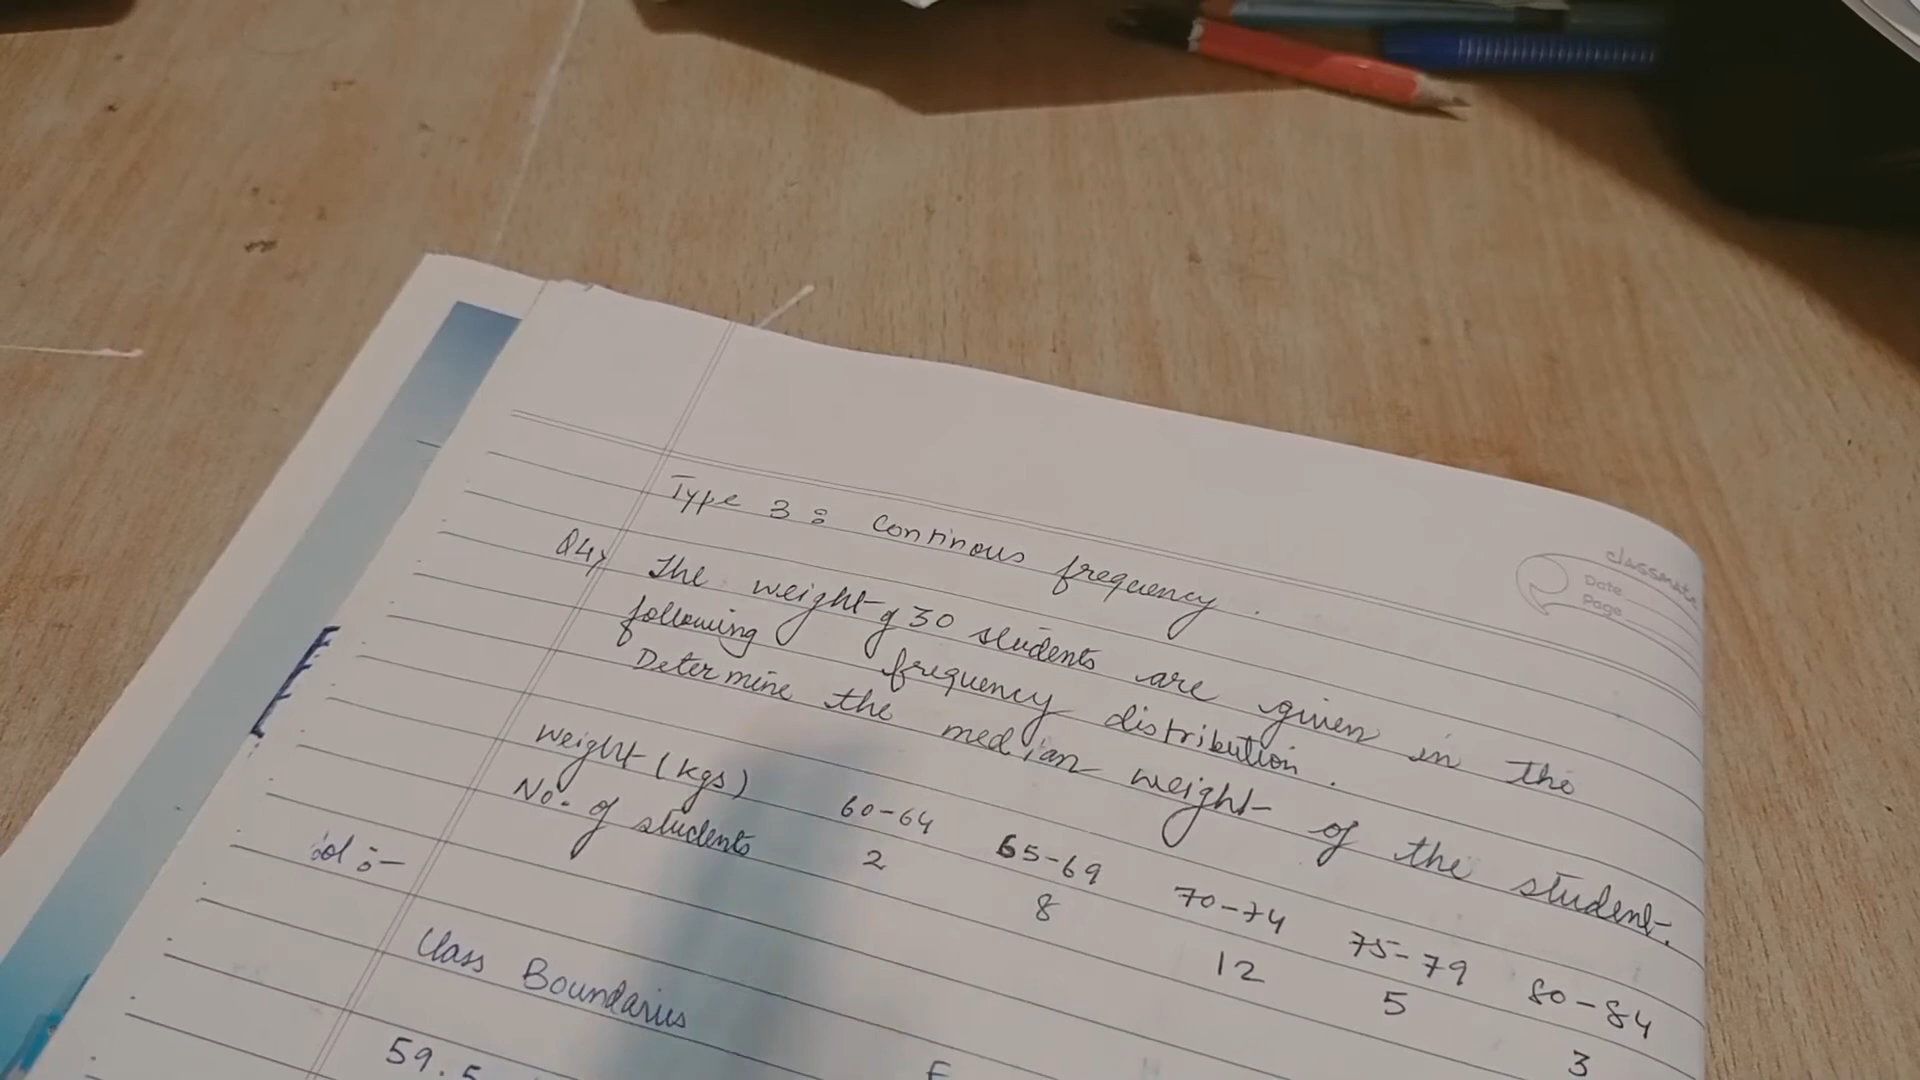 classmate
Date
Page
Type 3 : Continous frequency.
Q4) The weight of 30 students are given in the
following frequency distribution.
Determine the median weight of the student.
Weight (kgs) 60-64 65-69 70-74 75-79 80-84
No. of students 2 8 12 5 3
Sol :-
Class Boundaries F
59.5